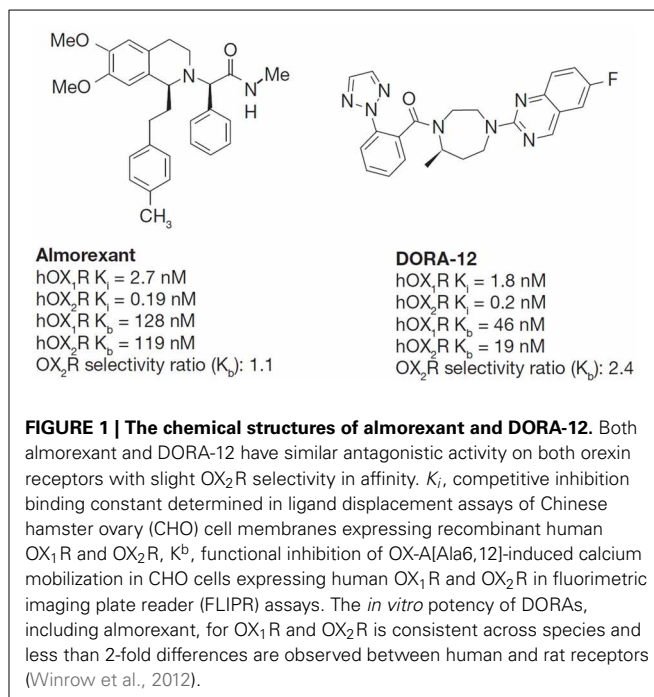 MeO
MeO
N
O
N
Me
H
CH₃
N
N
N
O
N
N
N
N
F
Almorexant
hOX₁R Kᵢ = 2.7 nM
hOX₂R Kᵢ = 0.19 nM
hOX₁R K_b = 128 nM
hOX₂R K_b = 119 nM
OX₂R selectivity ratio (K_b): 1.1
DORA-12
hOX₁R Kᵢ = 1.8 nM
hOX₂R Kᵢ = 0.2 nM
hOX₁R K_b = 46 nM
hOX₂R K_b = 19 nM
OX₂R selectivity ratio (K_b): 2.4
FIGURE 1 | The chemical structures of almorexant and DORA-12. Both
almorexant and DORA-12 have similar antagonistic activity on both orexin
receptors with slight OX₂R selectivity in affinity. Kᵢ, competitive inhibition
binding constant determined in ligand displacement assays of Chinese
hamster ovary (CHO) cell membranes expressing recombinant human
OX₁R and OX₂R, Kᵇ, functional inhibition of OX-A[Ala6,12]-induced calcium
mobilization in CHO cells expressing human OX₁R and OX₂R in fluorimetric
imaging plate reader (FLIPR) assays. The in vitro potency of DORAs,
including almorexant, for OX₁R and OX₂R is consistent across species and
less than 2-fold differences are observed between human and rat receptors
(Winrow et al., 2012).